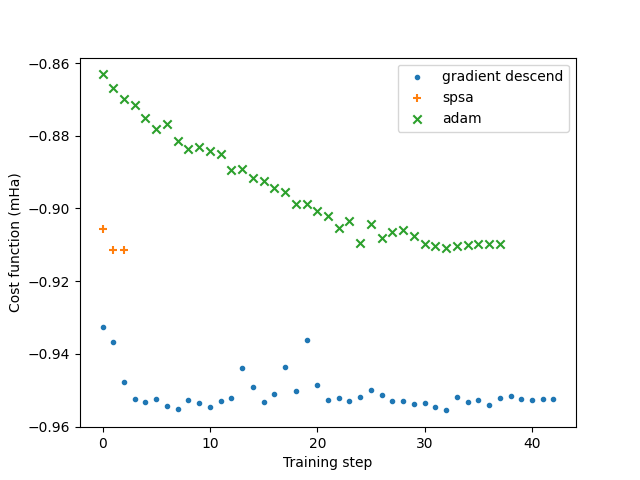 −0.86
−0.88
−0.90
−0.92
−0.94
−0.96
Cost function (mHa)
gradient descend
spsa
adam
0
10
20
30
40
Training step